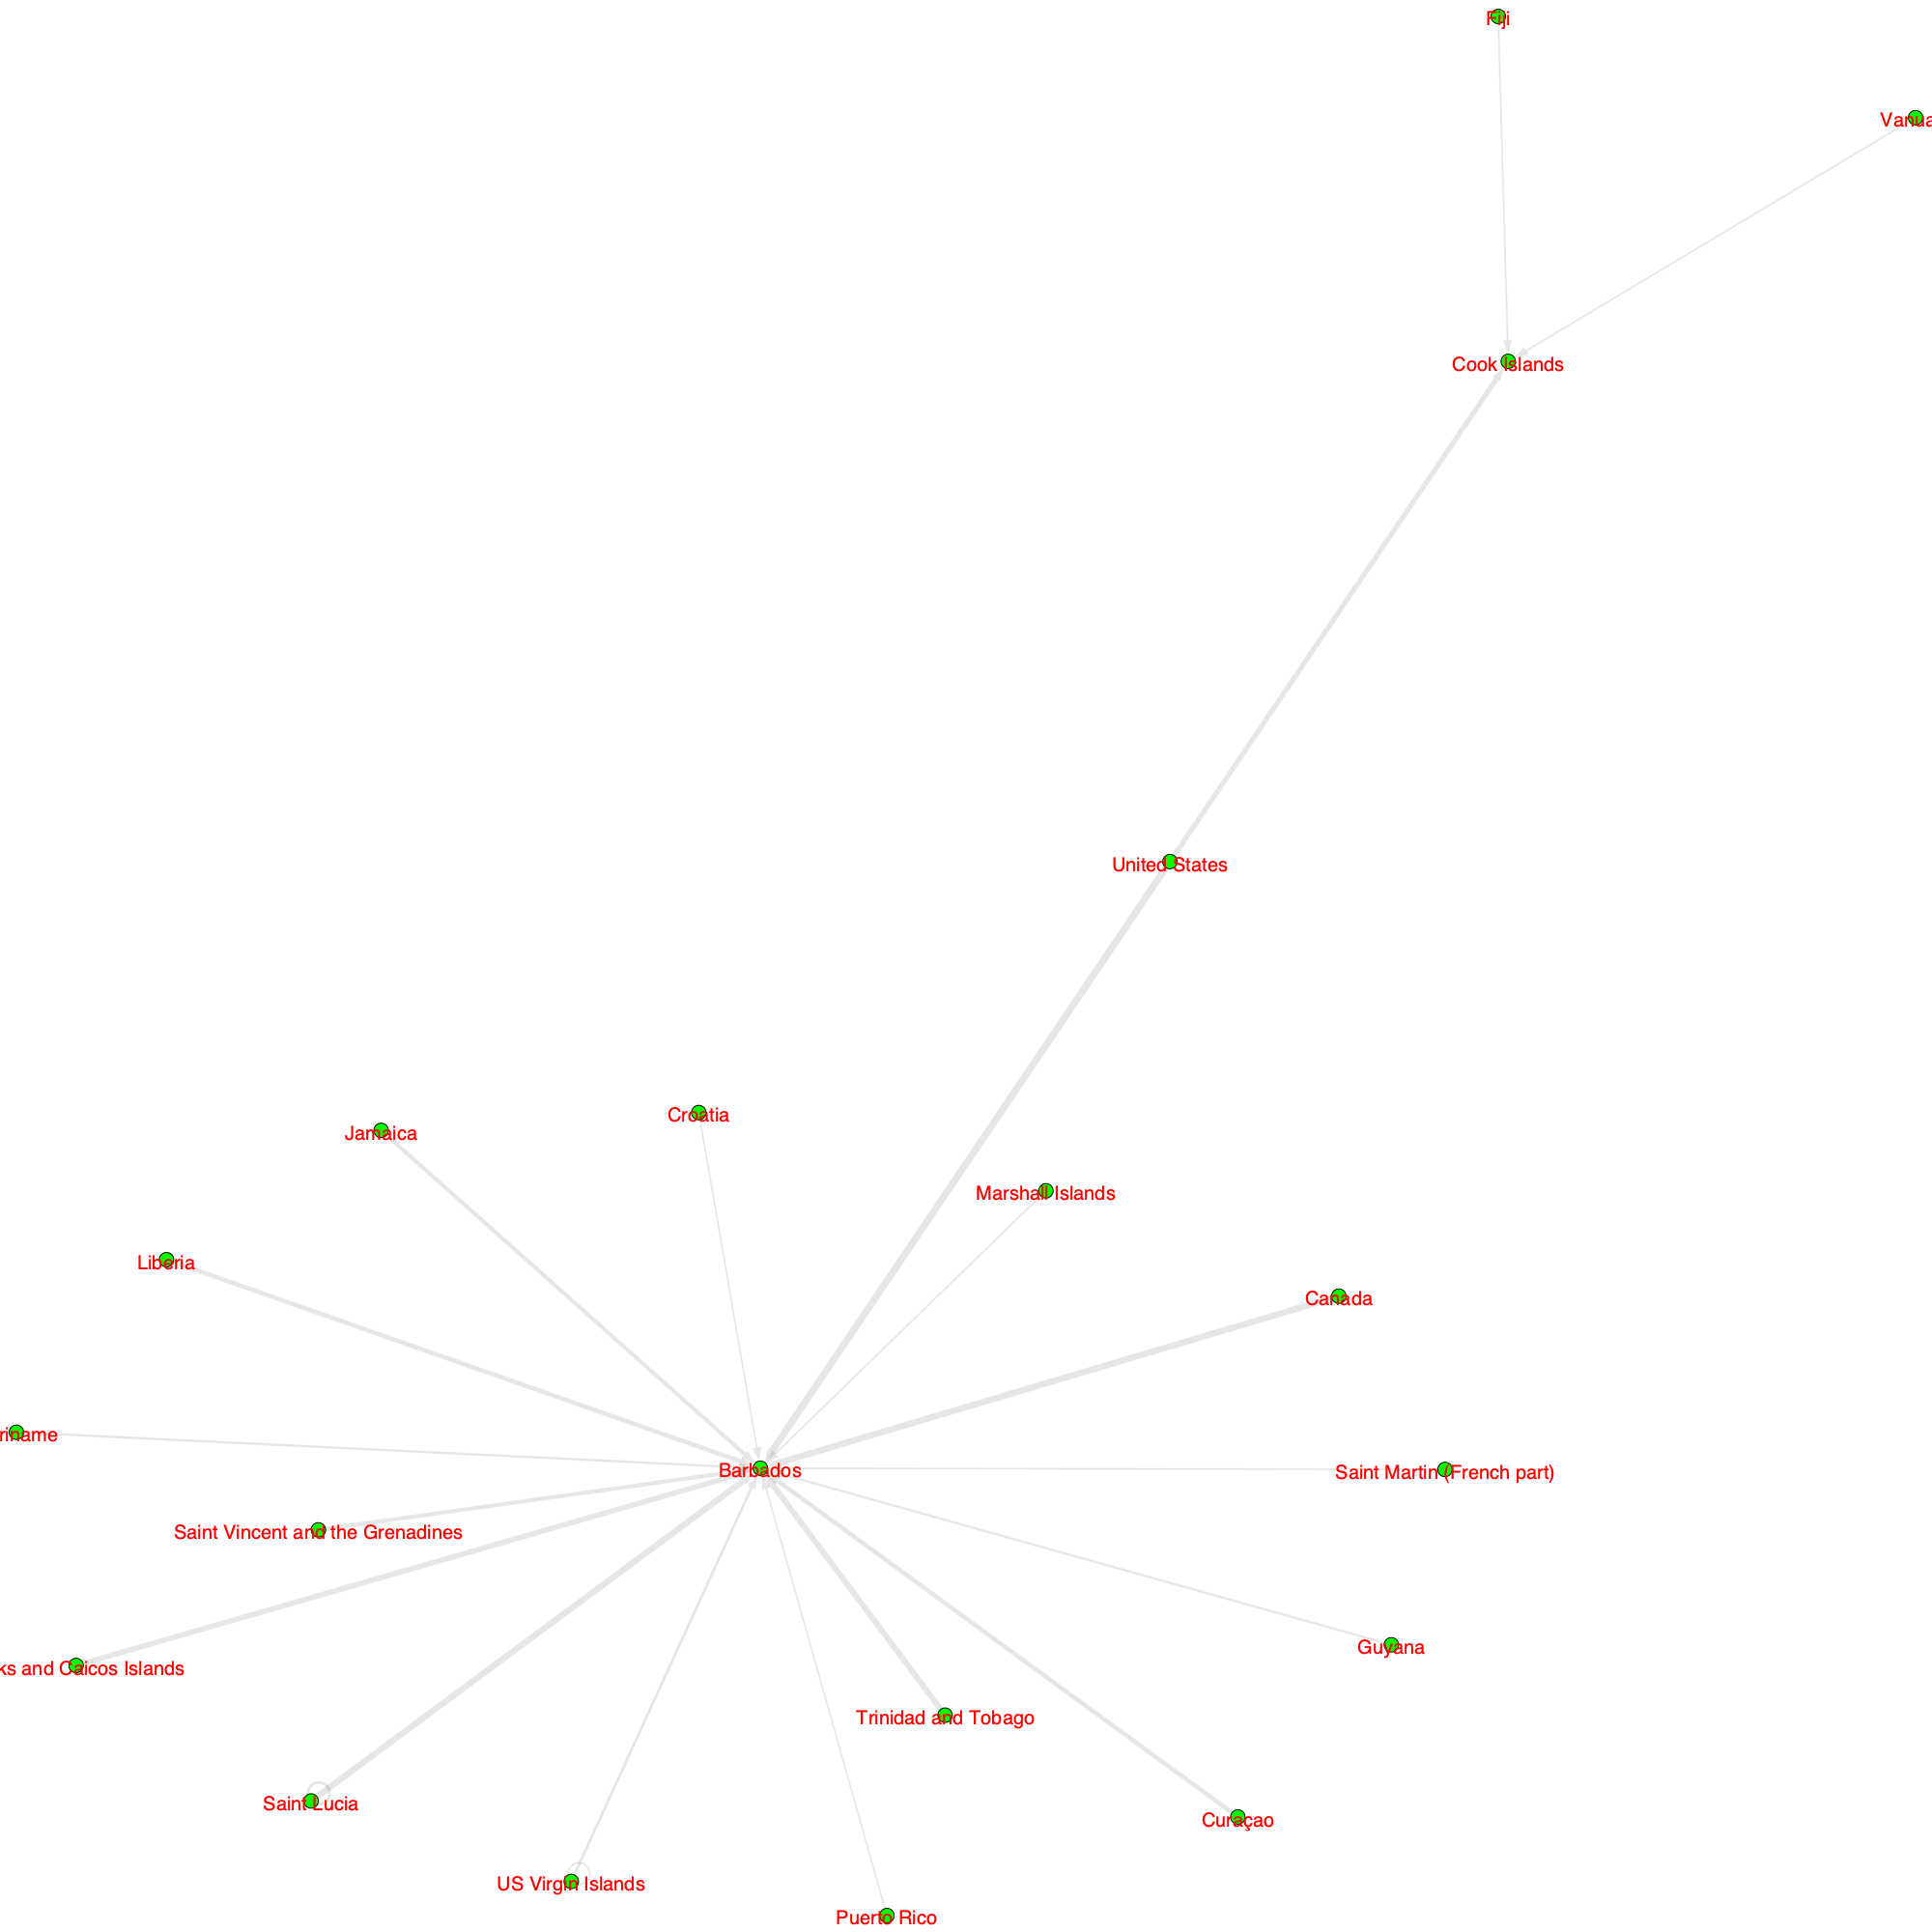 Fiji
Vanua
Cook Islands
United States
Croatia
Jamaica
Marshall Islands
Liberia
Canada
riname
Barbados
Saint Martin (French part)
Saint Vincent and the Grenadines
Guyana
ks and Caicos Islands
Trinidad and Tobago
Saint Lucia
Curaçao
US Virgin Islands
Puerto Rico